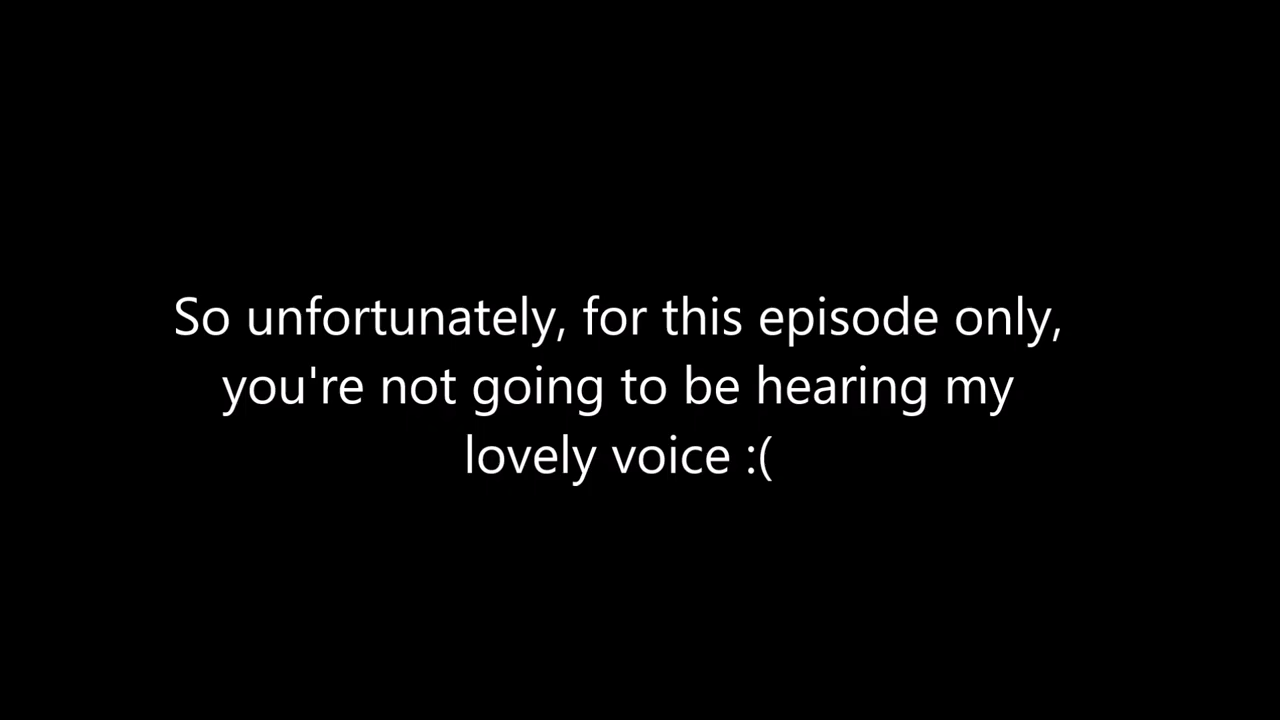 So unfortunately, for this episode only,
you're not going to be hearing my
lovely voice :(